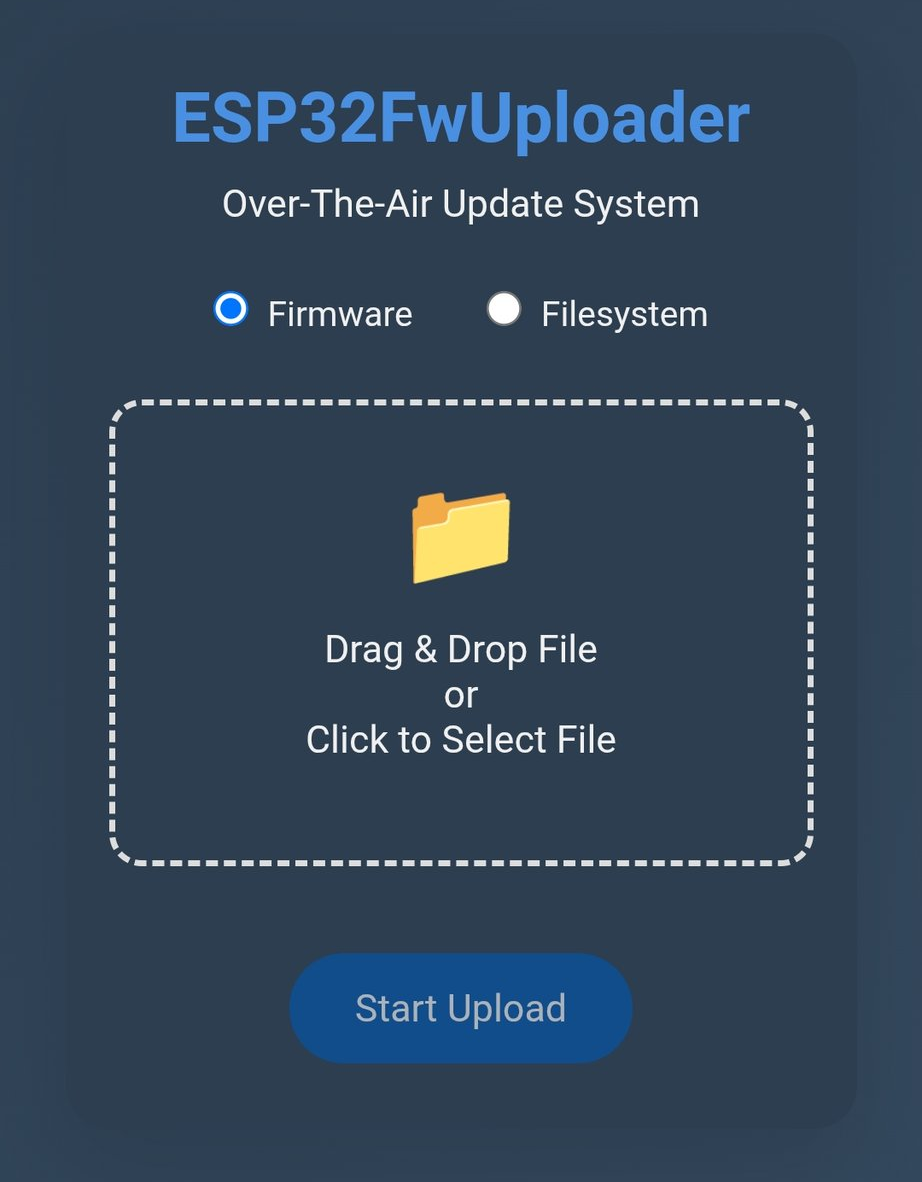 ESP32FwUploader
Over-The-Air Update System
Firmware
Filesystem
Drag & Drop File
or
Click to Select File
Start Upload